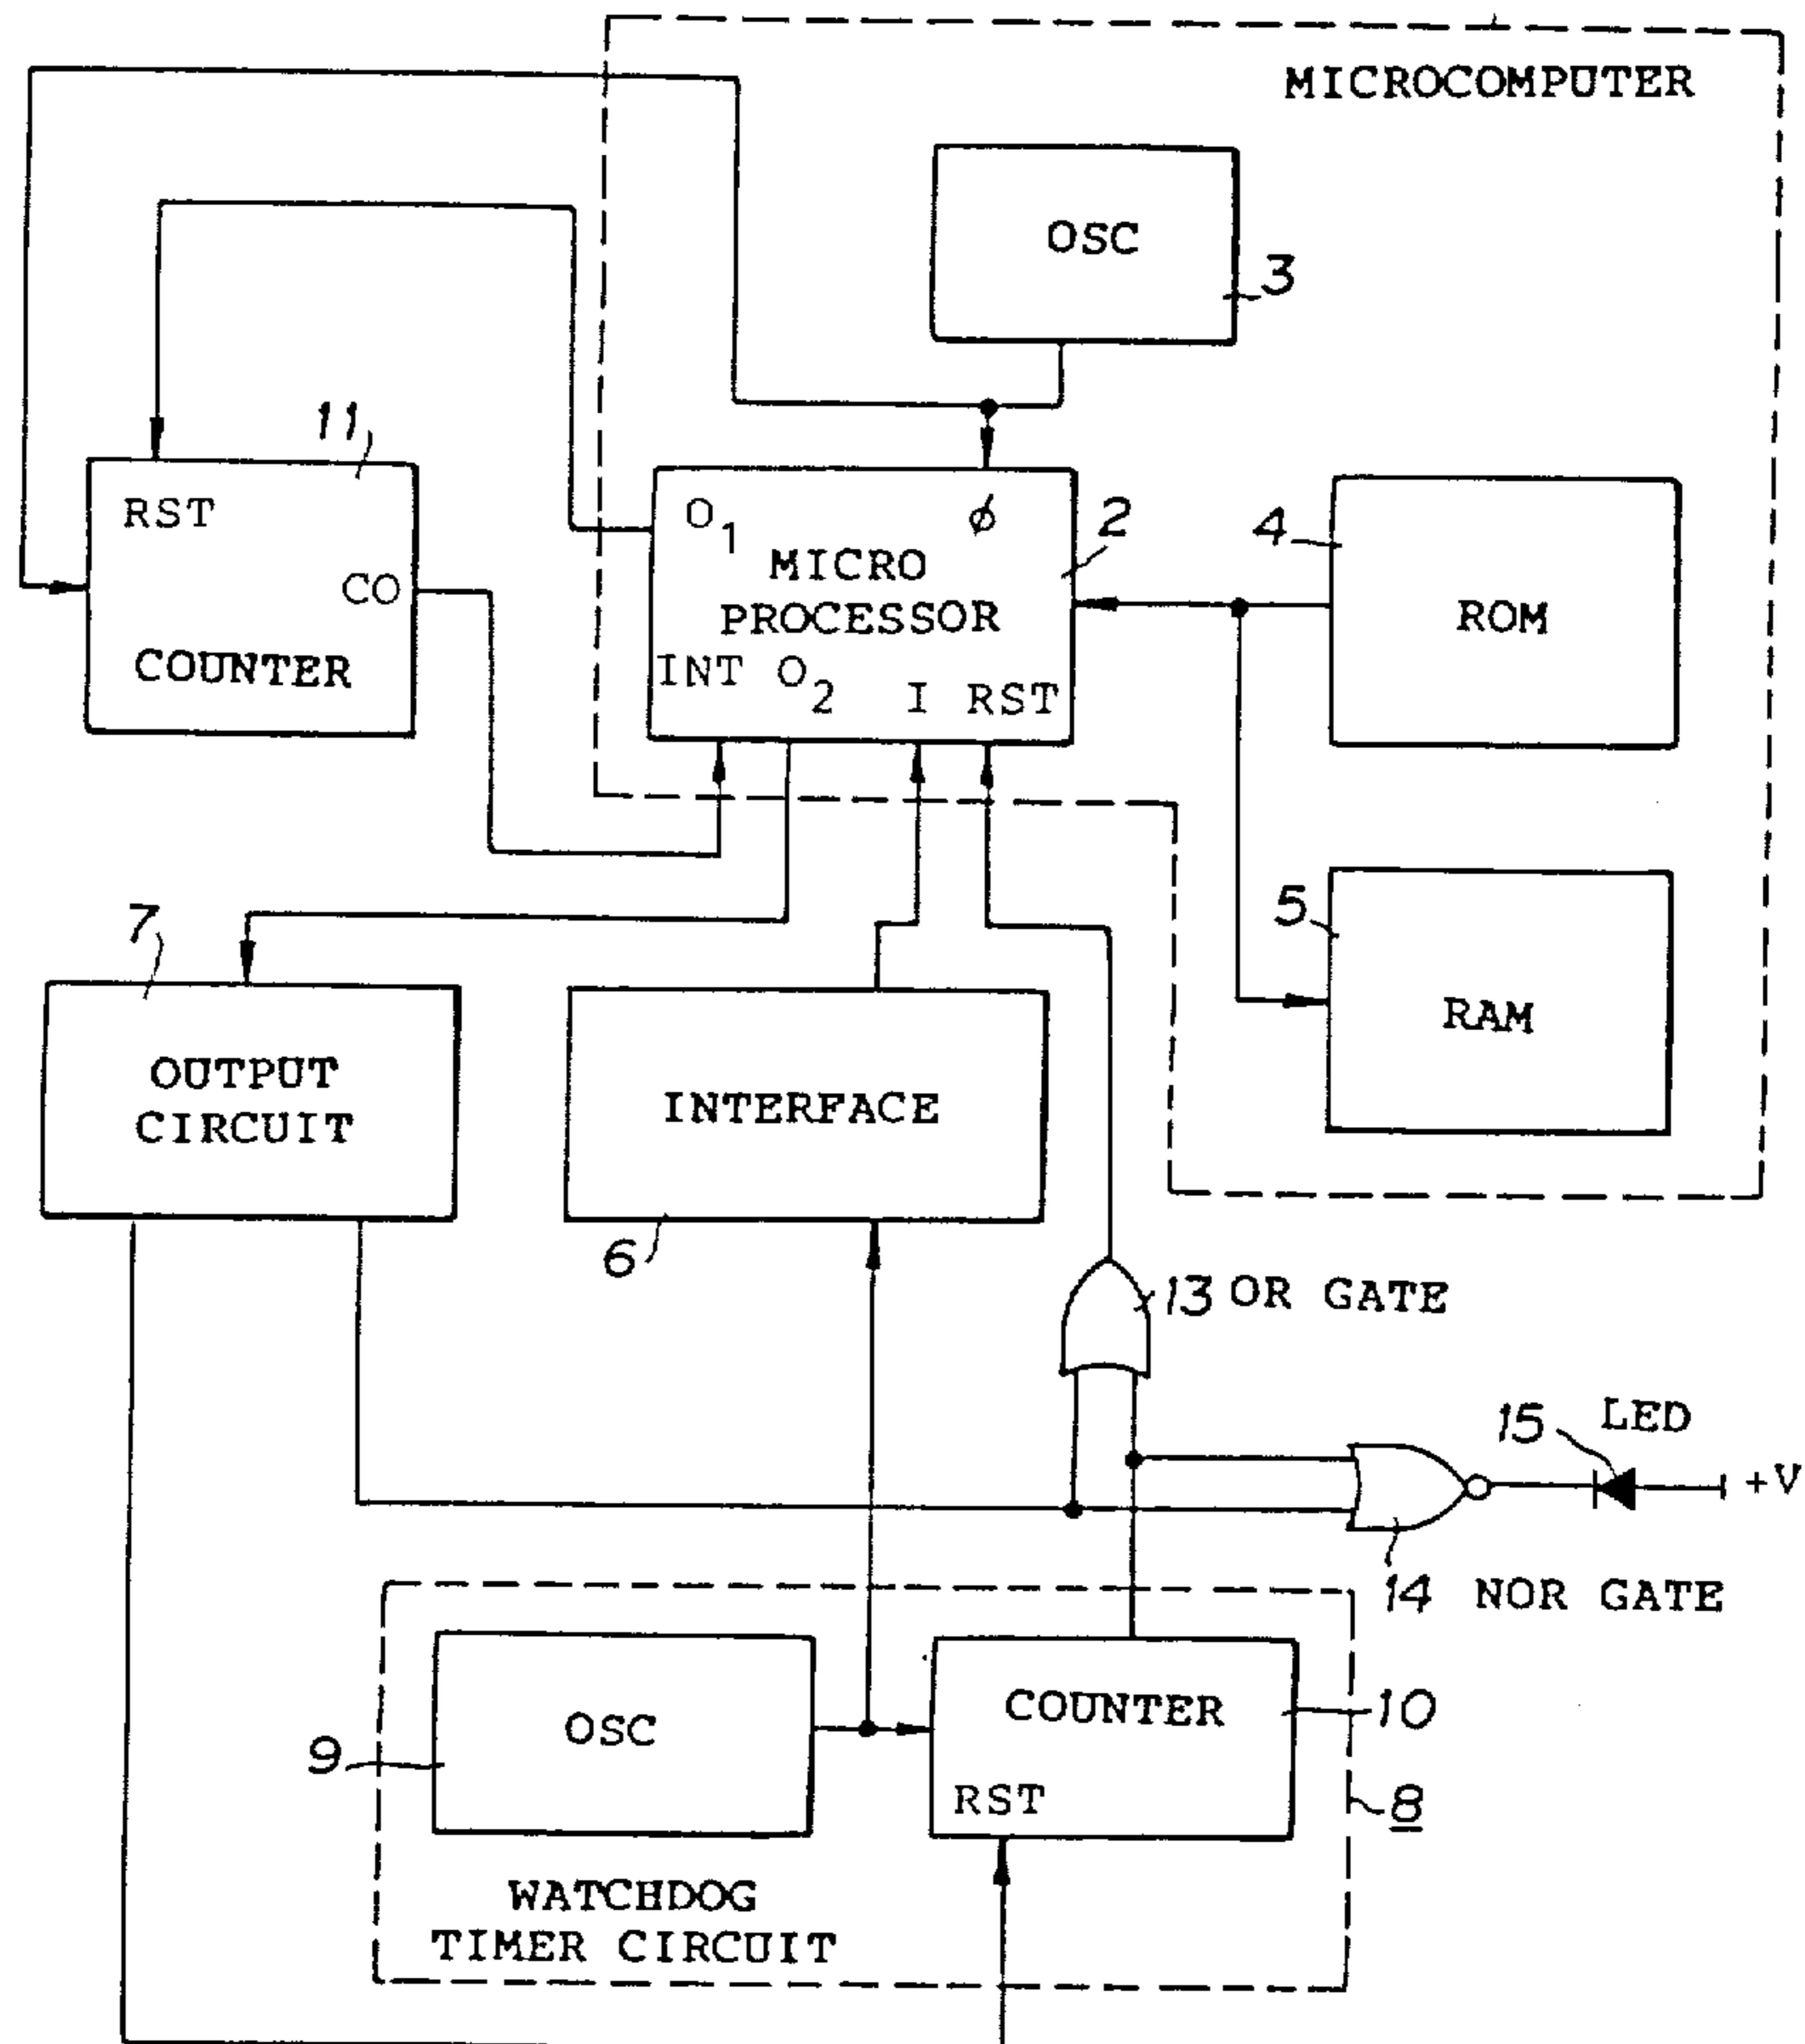 MICROCOMPUTER
OSC
3
11
RST
CO
COUNTER
O1
ϕ
2
MICRO
PROCESSOR
INT O2 I RST
4
ROM
5
RAM
7
OUTPUT
CIRCUIT
INTERFACE
6
13 OR GATE
15 LED
+V
14 NOR GATE
OSC
9
COUNTER
10
RST
8
WATCHDOG
TIMER CIRCUIT